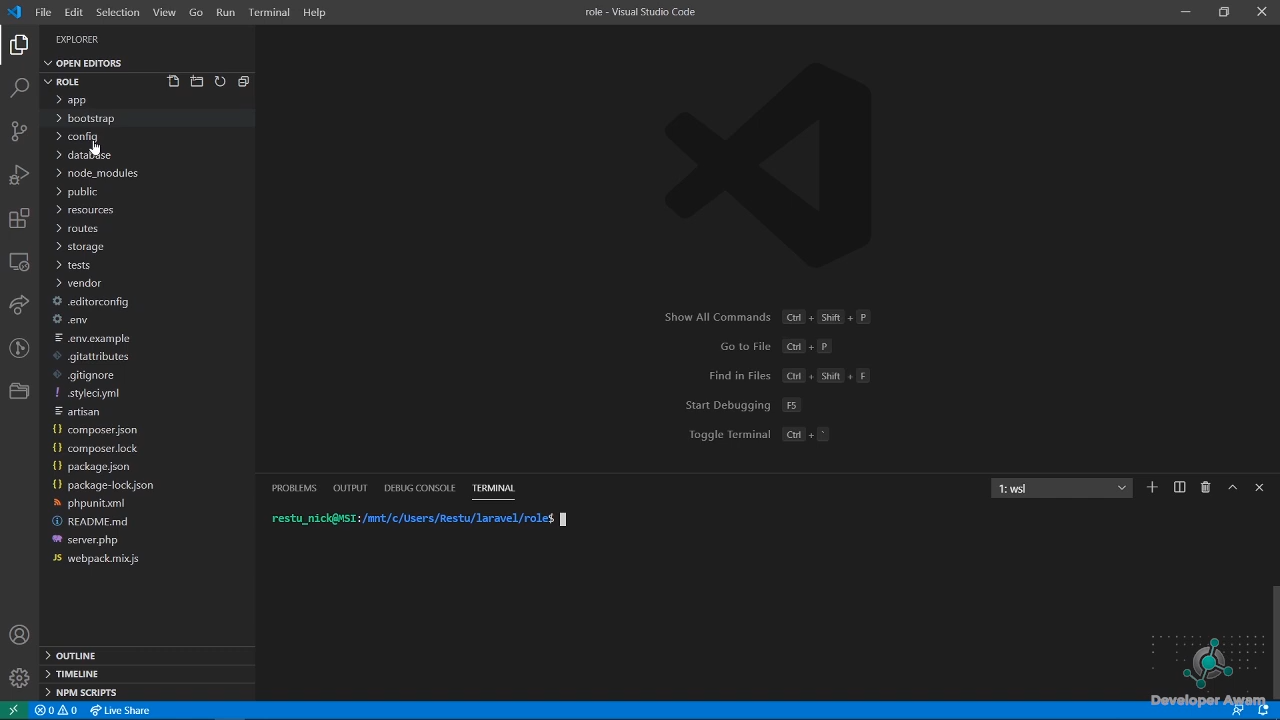 File Edit Selection View Go Run Terminal Help
role - Visual Studio Code
EXPLORER
OPEN EDITORS
ROLE
app
bootstrap
config
database
node_modules
public
resources
routes
storage
tests
vendor
.editorconfig
.env
.env.example
.gitattributes
.gitignore
.styleci.yml
artisan
composer.json
composer.lock
package.json
package-lock.json
phpunit.xml
README.md
server.php
JS webpack.mix.js
OUTLINE
TIMELINE
NPM SCRIPTS
Show All Commands Ctrl + Shift + P
Go to File Ctrl + P
Find in Files Ctrl + Shift + F
Start Debugging F5
Toggle Terminal Ctrl + `
PROBLEMS OUTPUT DEBUG CONSOLE TERMINAL
1: wsl
restu_nick@MSI:/mnt/c/Users/Restu/laravel/role$
Developer Awam
0 0 Live Share